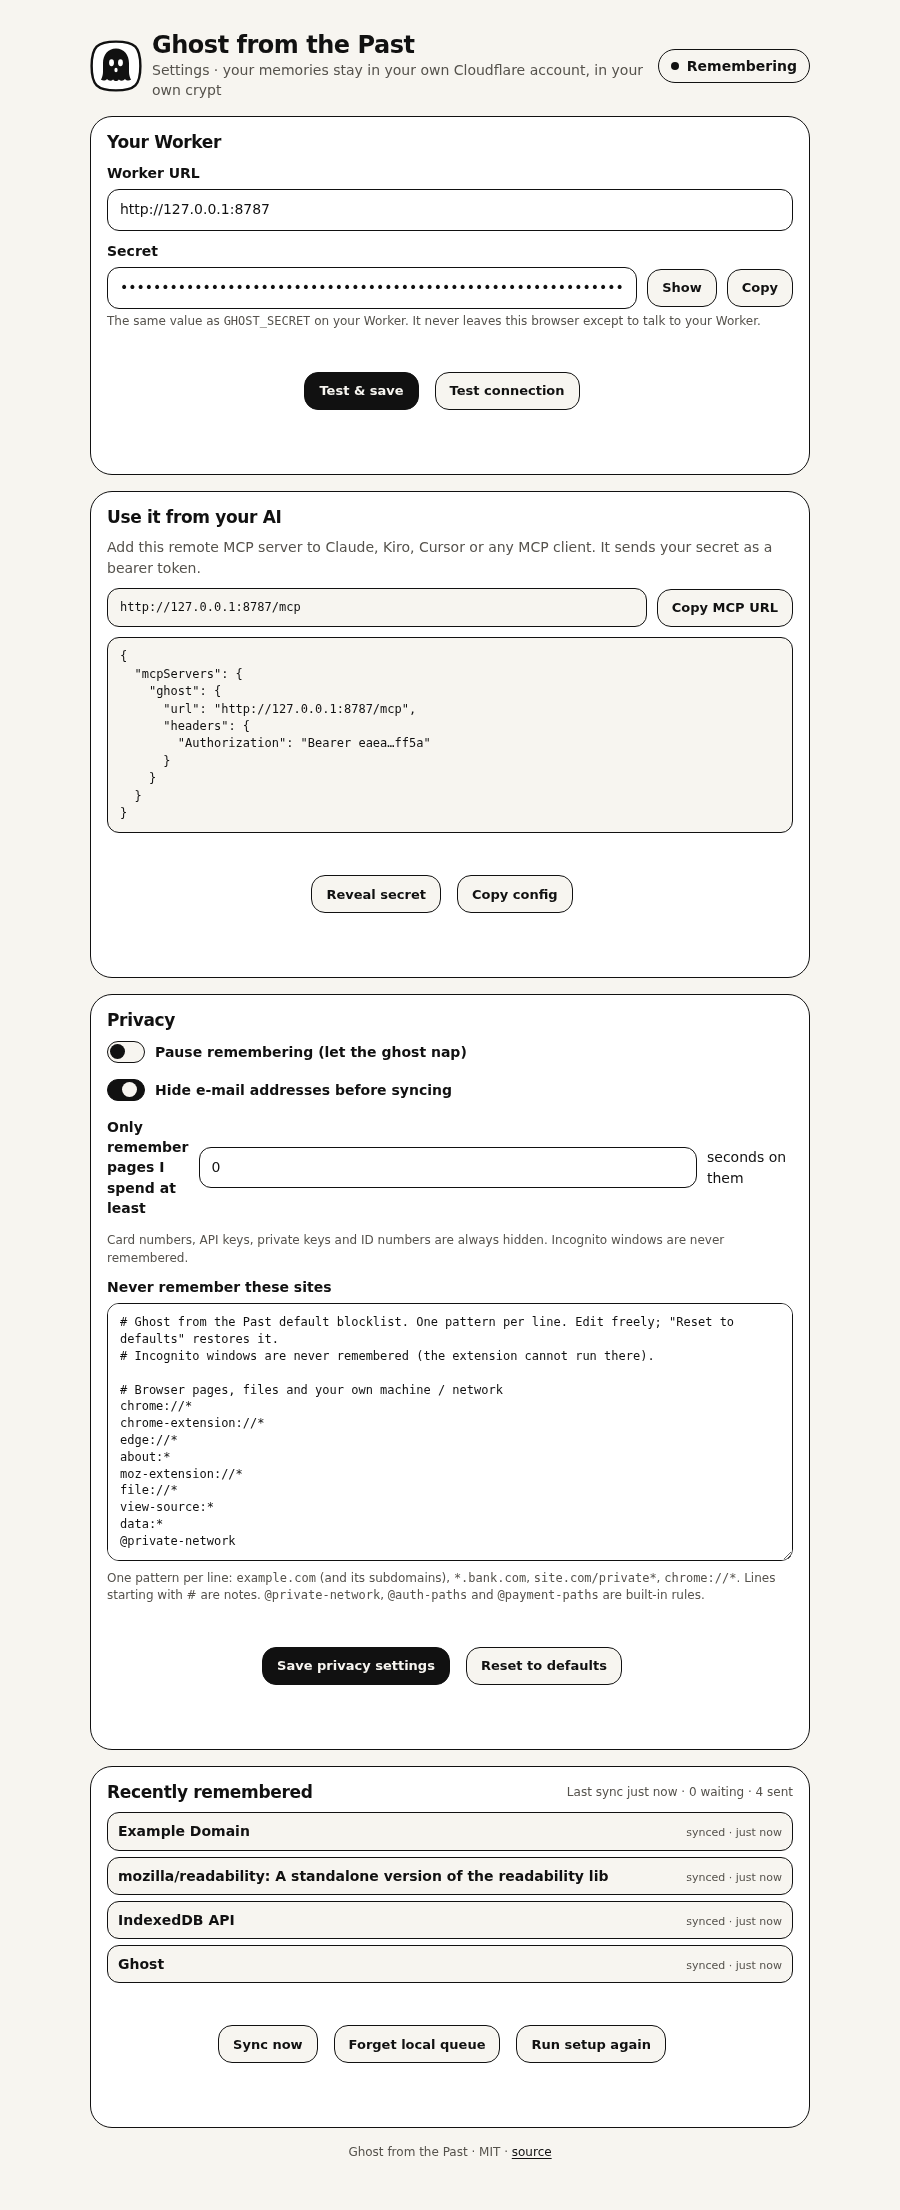 Ghost from the Past
Settings · your memories stay in your own Cloudflare account, in your
own crypt
Remembering
Your Worker
Worker URL
http://127.0.0.1:8787
Secret
Show
Copy
The same value as GHOST_SECRET on your Worker. It never leaves this browser except to talk to your Worker.
Test & save
Test connection
Use it from your AI
Add this remote MCP server to Claude, Kiro, Cursor or any MCP client. It sends your secret as a
bearer token.
http://127.0.0.1:8787/mcp
Copy MCP URL
{
  "mcpServers": {
    "ghost": {
      "url": "http://127.0.0.1:8787/mcp",
      "headers": {
        "Authorization": "Bearer eaea…ff5a"
      }
    }
  }
}
Reveal secret
Copy config
Privacy
Pause remembering (let the ghost nap)
Hide e-mail addresses before syncing
Only
remember
pages I
spend at
least
0
seconds on
them
Card numbers, API keys, private keys and ID numbers are always hidden. Incognito windows are never
remembered.
Never remember these sites
# Ghost from the Past default blocklist. One pattern per line. Edit freely; "Reset to
defaults" restores it.
# Incognito windows are never remembered (the extension cannot run there).
# Browser pages, files and your own machine / network
chrome://*
chrome-extension://*
edge://*
about:*
moz-extension://*
file://*
view-source:*
data:*
@private-network
One pattern per line: example.com (and its subdomains), *.bank.com, site.com/private*, chrome://*. Lines
starting with # are notes. @private-network, @auth-paths and @payment-paths are built-in rules.
Save privacy settings
Reset to defaults
Recently remembered
Last sync just now · 0 waiting · 4 sent
Example Domain
synced · just now
mozilla/readability: A standalone version of the readability lib
synced · just now
IndexedDB API
synced · just now
Ghost
synced · just now
Sync now
Forget local queue
Run setup again
Ghost from the Past · MIT · source